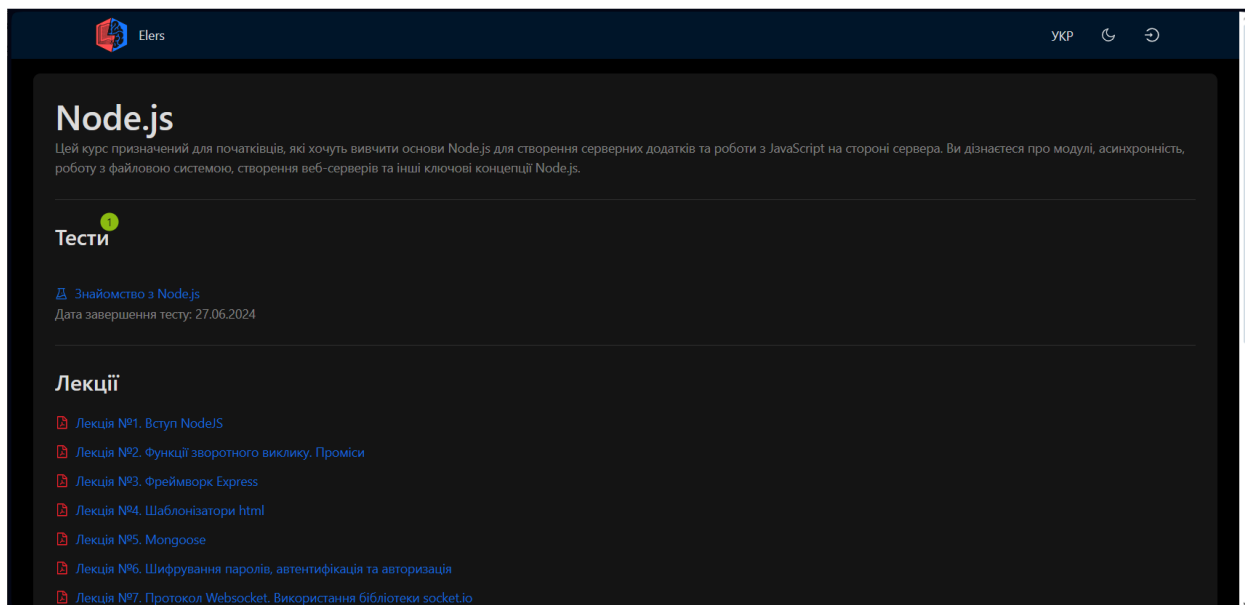 Elers
УКР
Node.js
Цей курс призначений для початківців, які хочуть вивчити основи Node.js для створення серверних додатків та роботи з JavaScript на стороні сервера. Ви дізнаєтеся про модулі, асинхронність,
роботу з файловою системою, створення веб-серверів та інші ключові концепції Node.js.
1
Тести
Знайомство з Node.js
Дата завершення тесту: 27.06.2024
Лекції
Лекція №1. Вступ NodeJS
Лекція №2. Функції зворотного виклику. Проміси
Лекція №3. Фреймворк Express
Лекція №4. Шаблонізатори html
Лекція №5. Mongoose
Лекція №6. Шифрування паролів, автентифікація та авторизація
Лекція №7. Протокол Websocket. Використання бібліотеки socket.io